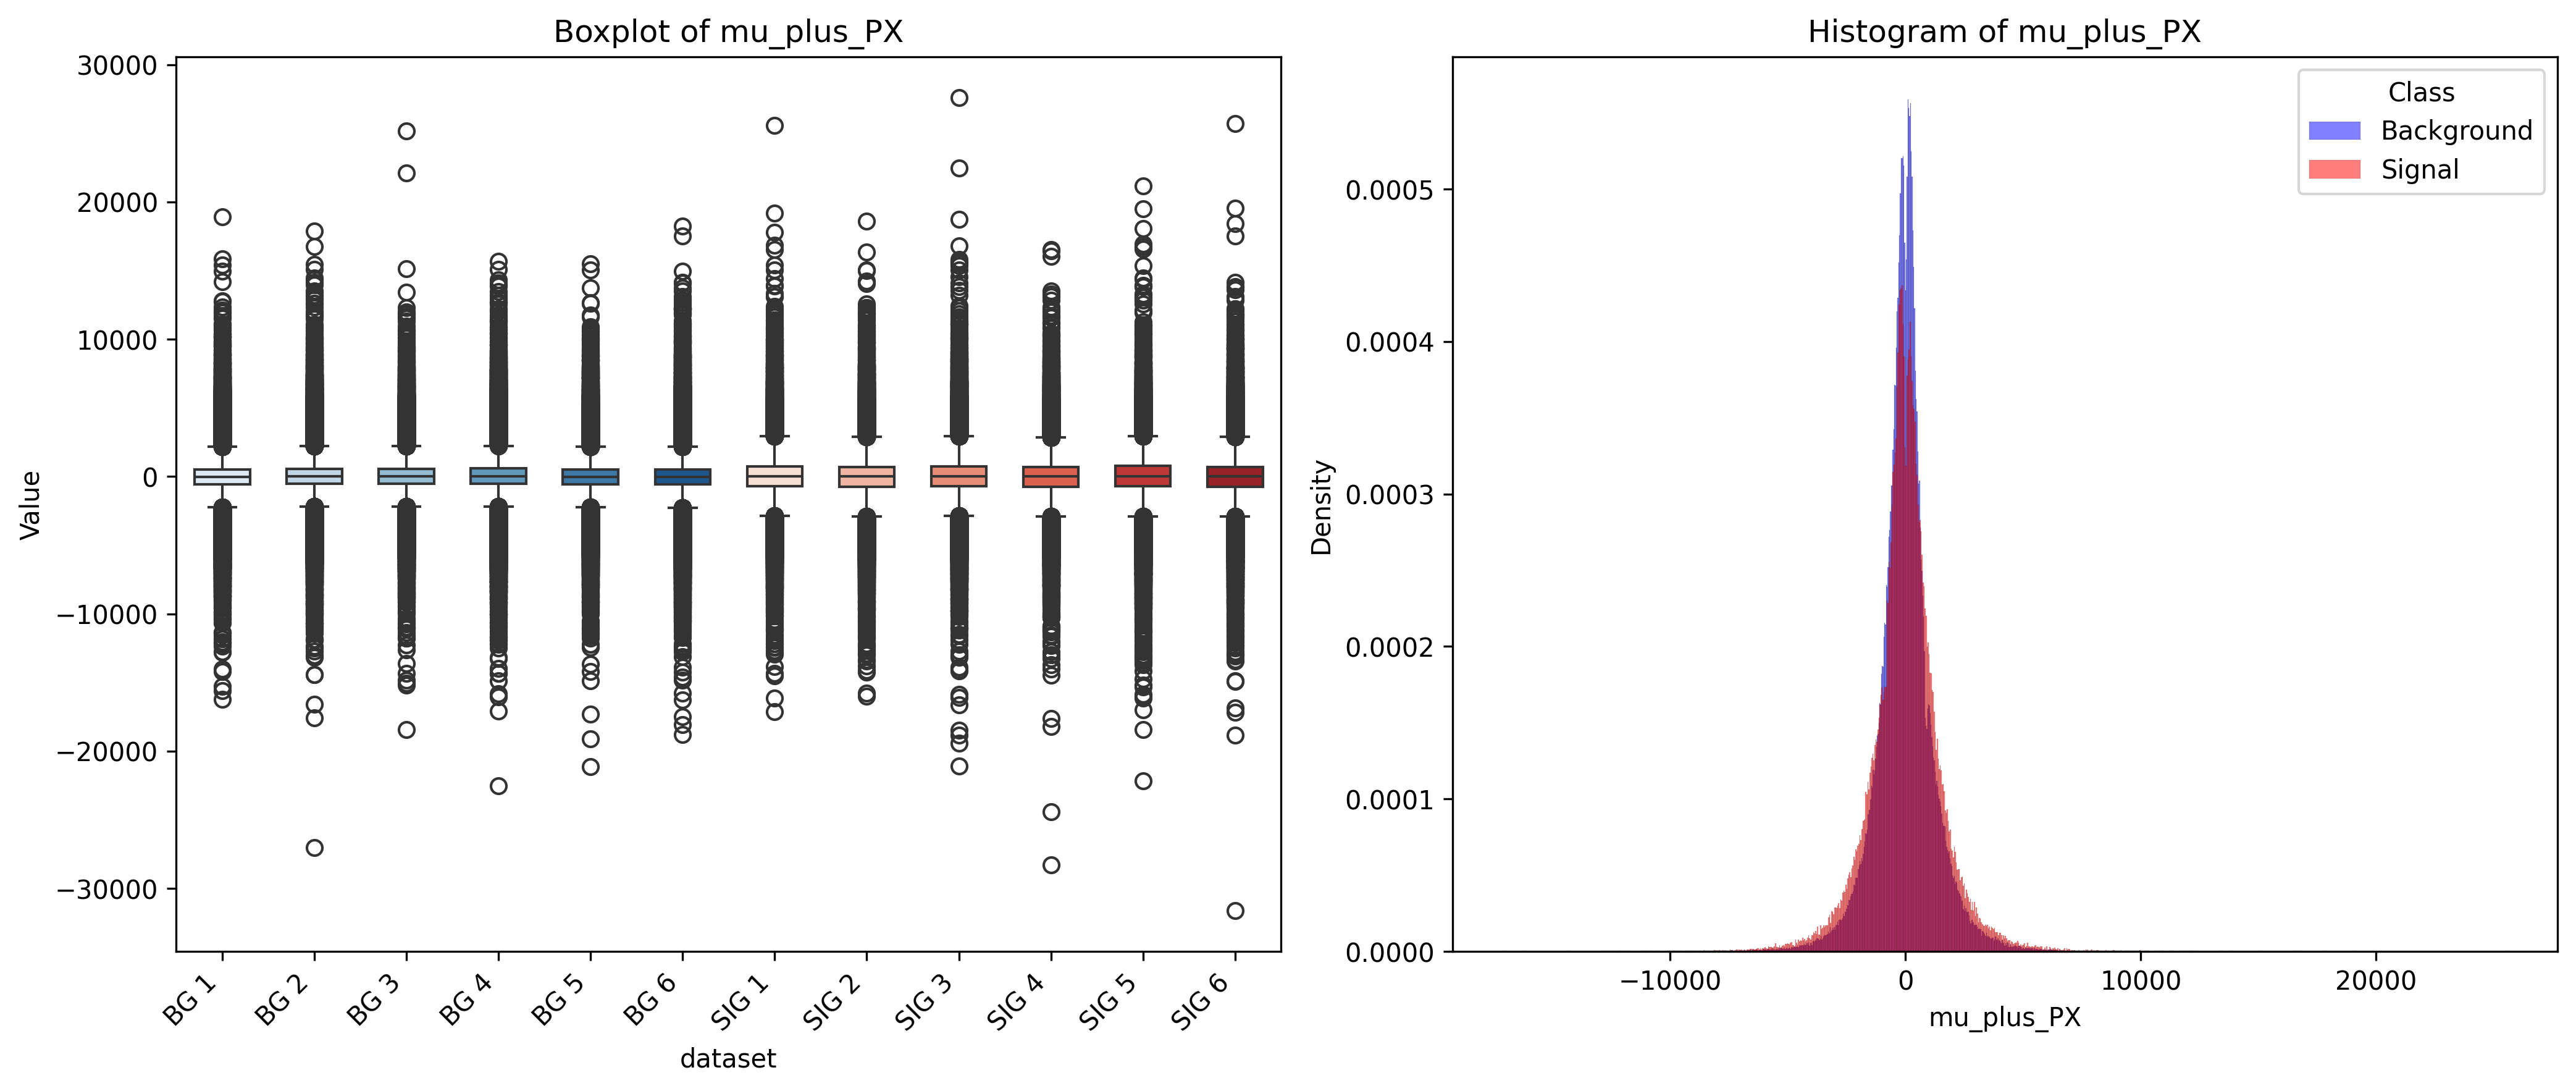 Boxplot of mu_plus_PX
30000
20000
10000
0
−10000
−20000
−30000
Value
BG 1
BG 2
BG 3
BG 4
BG 5
BG 6
SIG 1
SIG 2
SIG 3
SIG 4
SIG 5
SIG 6
dataset
Histogram of mu_plus_PX
Class
Background
Signal
0.0005
0.0004
0.0003
0.0002
0.0001
0.0000
Density
−10000
0
10000
20000
mu_plus_PX